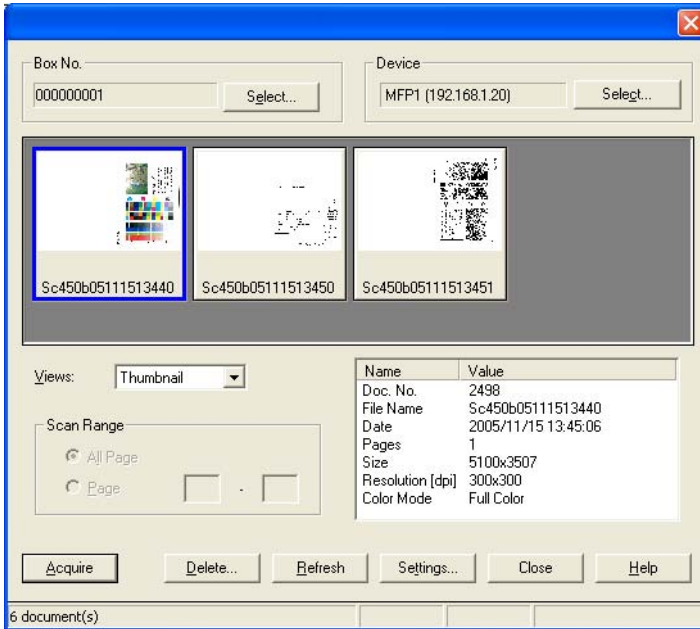 Box No.
000000001
Select...
Device
MFP1 (192.168.1.20)
Select...
Sc450b05111513440
Sc450b05111513450
Sc450b05111513451
Views:
Thumbnail
Scan Range
All Page
Page
-
Name Value
Doc. No. 2498
File Name Sc450b05111513440
Date 2005/11/15 13:45:06
Pages 1
Size 5100x3507
Resolution [dpi] 300x300
Color Mode Full Color
Acquire
Delete...
Refresh
Settings...
Close
Help
6 document(s)